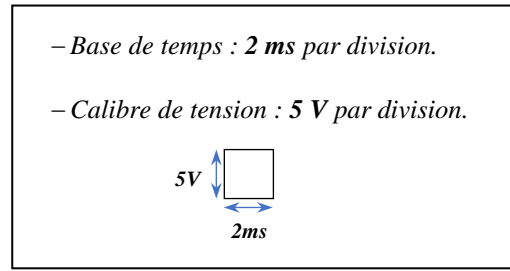 – Base de temps : 2 ms par division.
– Calibre de tension : 5 V par division.
5V
2ms